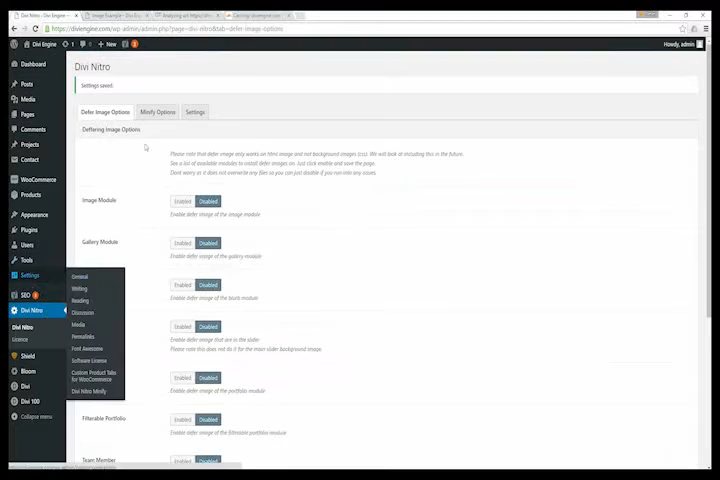 Divi Nitro - Divi Engine
Image Example - Divi En
https://diviengine.com/wp-admin/admin.php?page=divi-nitro&tab=defer-image-options
Divi Engine 1 New 2
Howdy, admin
Dashboard
Posts
Media
Pages
Comments
Projects
Contact
WooCommerce
Products
Appearance
Plugins
Users
Tools
Settings
SEO
Divi Nitro
Divi Nitro
Licence
Shield
Bloom
Divi
Divi 100
Collapse menu
General
Writing
Reading
Discussion
Media
Permalinks
Font Awesome
Software License
Custom Product Tabs
for WooCommerce
Divi Nitro Minify
Divi Nitro
Settings saved.
Defer Image Options Minify Options Settings
Deffering Image Options
Please note that defer image only works on html image and not background images (css). We will look at including this in the future.
See a list of available modules to install defer images on. Just click enable and save the page.
Dont worry as it does not overwrite any files so you can just disable if you run into any issues.
Image Module
Enabled Disabled
Enable defer image of the image module
Gallery Module
Enabled Disabled
Enable defer image of the gallery module
Enabled Disabled
Enable defer image of the blurb module
Enabled Disabled
Enable defer image that are in the slider
Please note this does not do it for the main slider background image.
Enabled Disabled
Enable defer image of the portfolio module
Filterable Portfolio
Enabled Disabled
Enable defer image of the filterable portfolio module
Team Member
Enabled Disabled